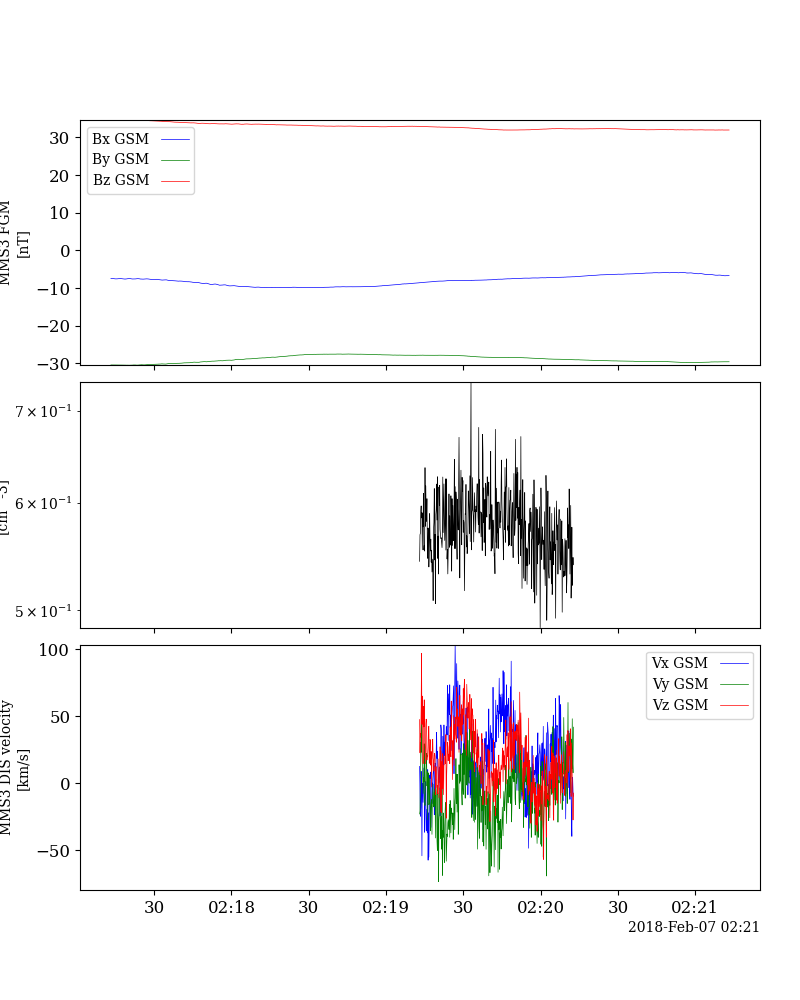 30
20
10
0
−10
−20
−30
MMS3 FGM
[nT]
Bx GSM
By GSM
Bz GSM
7 × 10⁻¹
6 × 10⁻¹
5 × 10⁻¹
100
50
0
−50
MMS3 DIS velocity
[km/s]
Vx GSM
Vy GSM
Vz GSM
30 02:18 30 02:19 30 02:20 30 02:21
2018-Feb-07 02:21